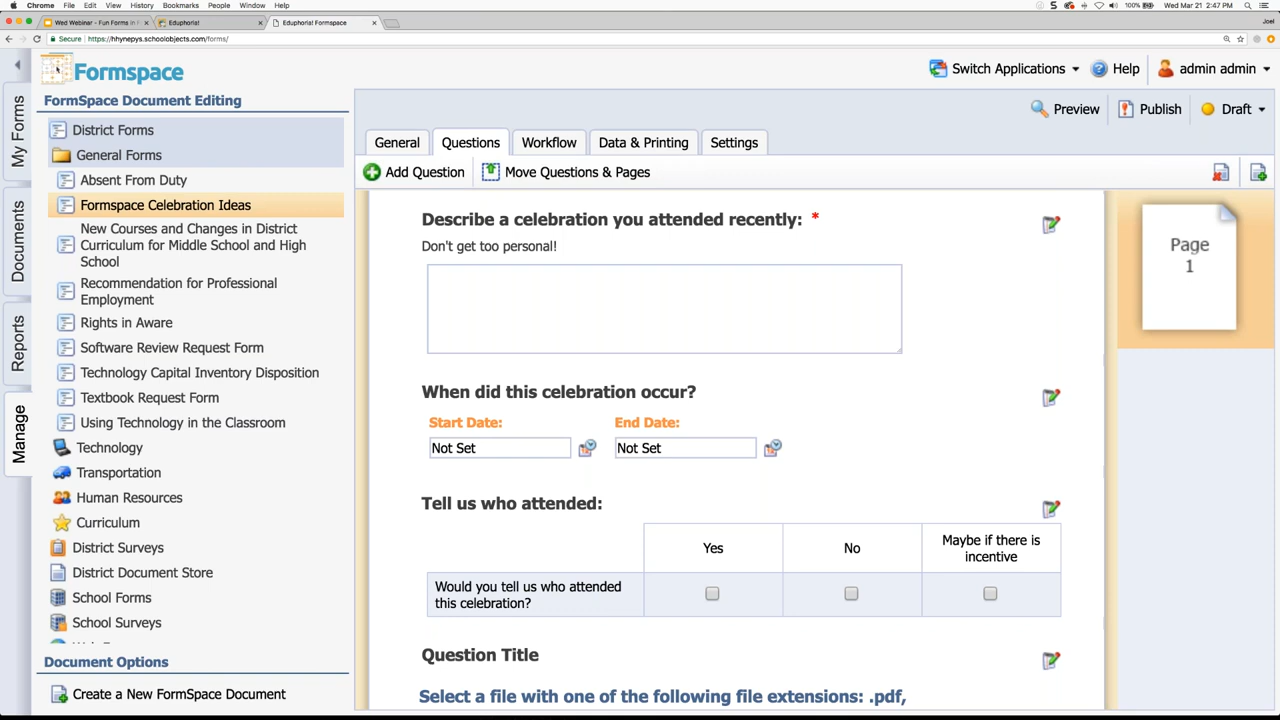 Chrome File Edit View History Bookmarks People Window Help
100% Wed Mar 21 2:47 PM
Wed Webinar - Fun Forms in F
Eduphoria!
Eduphoria! Formspace
Joel
Secure https://hhynepys.schoolobjects.com/forms/
Formspace
Switch Applications
Help
admin admin
FormSpace Document Editing
District Forms
General Forms
Absent From Duty
Formspace Celebration Ideas
New Courses and Changes in District
Curriculum for Middle School and High
School
Recommendation for Professional
Employment
Rights in Aware
Software Review Request Form
Technology Capital Inventory Disposition
Textbook Request Form
Using Technology in the Classroom
Technology
Transportation
Human Resources
Curriculum
District Surveys
District Document Store
School Forms
School Surveys
Document Options
Create a New FormSpace Document
My Forms
Documents
Reports
Manage
Preview
Publish
Draft
General
Questions
Workflow
Data & Printing
Settings
Add Question
Move Questions & Pages
Describe a celebration you attended recently: *
Don't get too personal!
When did this celebration occur?
Start Date:
End Date:
Not Set
Not Set
Tell us who attended:
Yes
No
Maybe if there is
incentive
Would you tell us who attended
this celebration?
Question Title
Select a file with one of the following file extensions: .pdf,
Page
1